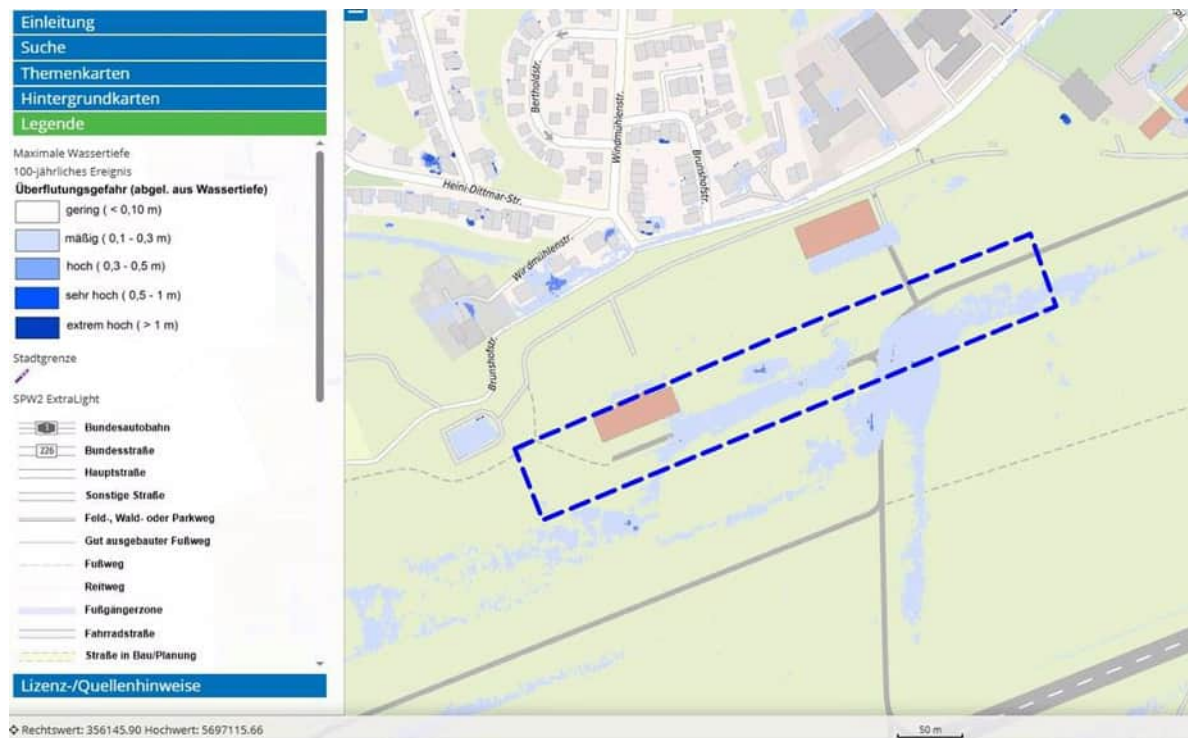 Einleitung
Suche
Themenkarten
Hintergrundkarten
Legende
Maximale Wassertiefe
100-jährliches Ereignis
Überflutungsgefahr (abgel. aus Wassertiefe)
gering ( < 0,10 m)
mäßig ( 0,1 - 0,3 m)
hoch ( 0,3 - 0,5 m)
sehr hoch ( 0,5 - 1 m)
extrem hoch ( > 1 m)
Stadtgrenze
SPW2 ExtraLight
Bundesautobahn
226 Bundesstraße
Hauptstraße
Sonstige Straße
Feld-, Wald- oder Parkweg
Gut ausgebauter Fußweg
Fußweg
Reitweg
Fußgängerzone
Fahrradstraße
Straße in Bau/Planung
Lizenz-/Quellenhinweise
Rechtswert: 356145.90 Hochwert: 5697115.66
Bertholdstr.
Windmühlenstr.
Brunshofstr.
Heini-Dittmar-Str.
Windmühlenstr.
Brunshofstr.
50 m